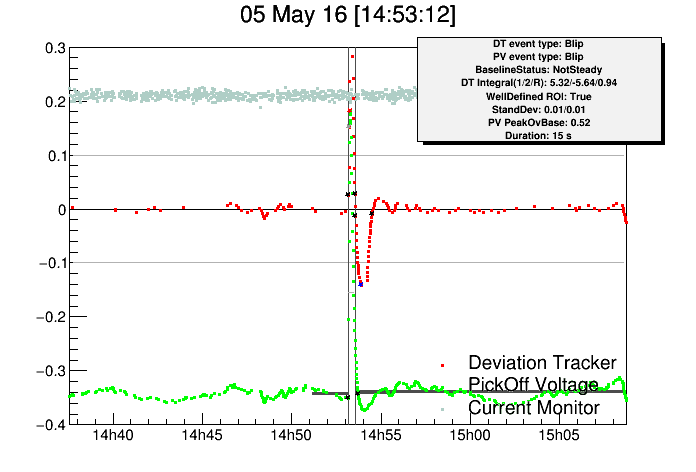 05 May 16 [14:53:12]
DT event type: Blip
PV event type: Blip
BaselineStatus: NotSteady
DT Integral(1/2/R): 5.32/-5.64/0.94
WellDefined ROI: True
StandDev: 0.01/0.01
PV PeakOvBase: 0.52
Duration: 15 s
0.3
0.2
0.1
0
−0.1
−0.2
−0.3
−0.4
Deviation Tracker
PickOff Voltage
Current Monitor
14h40
14h45
14h50
14h55
15h00
15h05